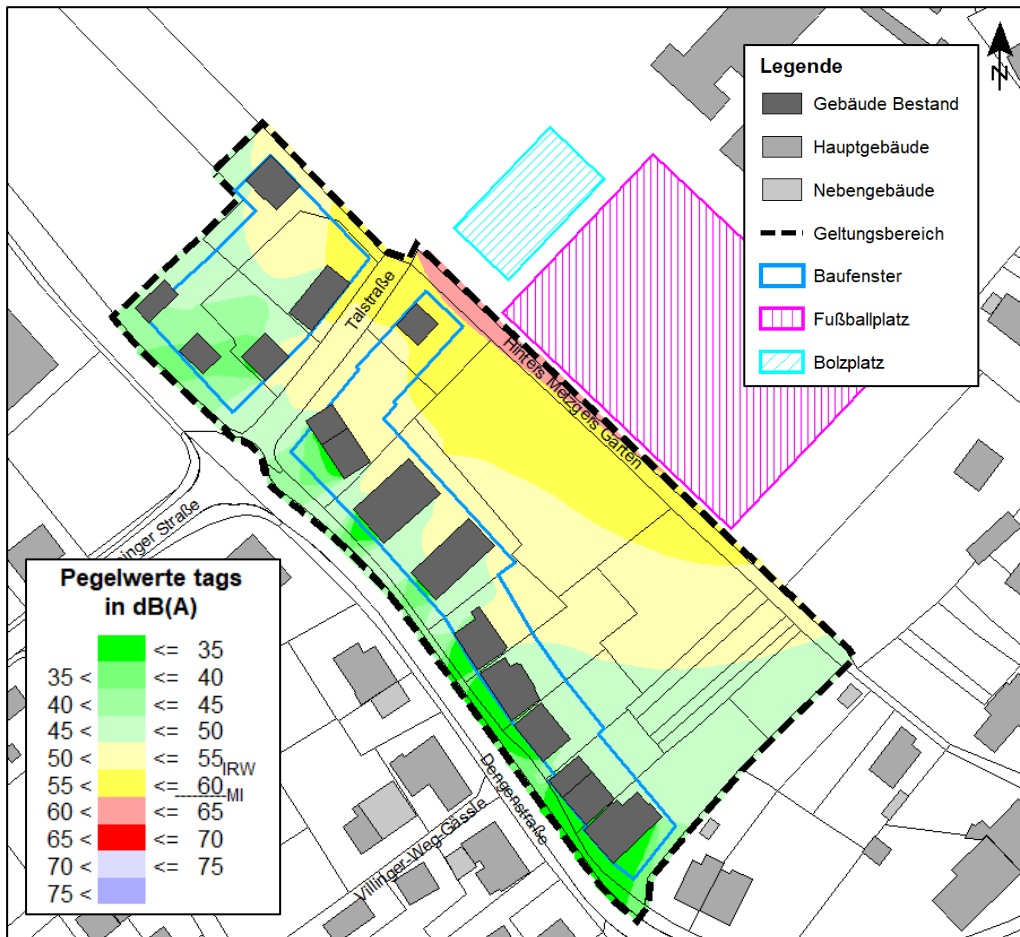 N
Legende
Gebäude Bestand
Hauptgebäude
Nebengebäude
Geltungsbereich
Baufenster
Fußballplatz
Bolzplatz
Talstraße
Hinters Metzgers Garten
inger Straße
Dengenstraße
Villinger-Weg-Gässle
Pegelwerte tags
in dB(A)
<= 35
35 < <= 40
40 < <= 45
45 < <= 50
50 < <= 55
IRW
55 < <= 60
MI
60 < <= 65
65 < <= 70
70 < <= 75
75 <